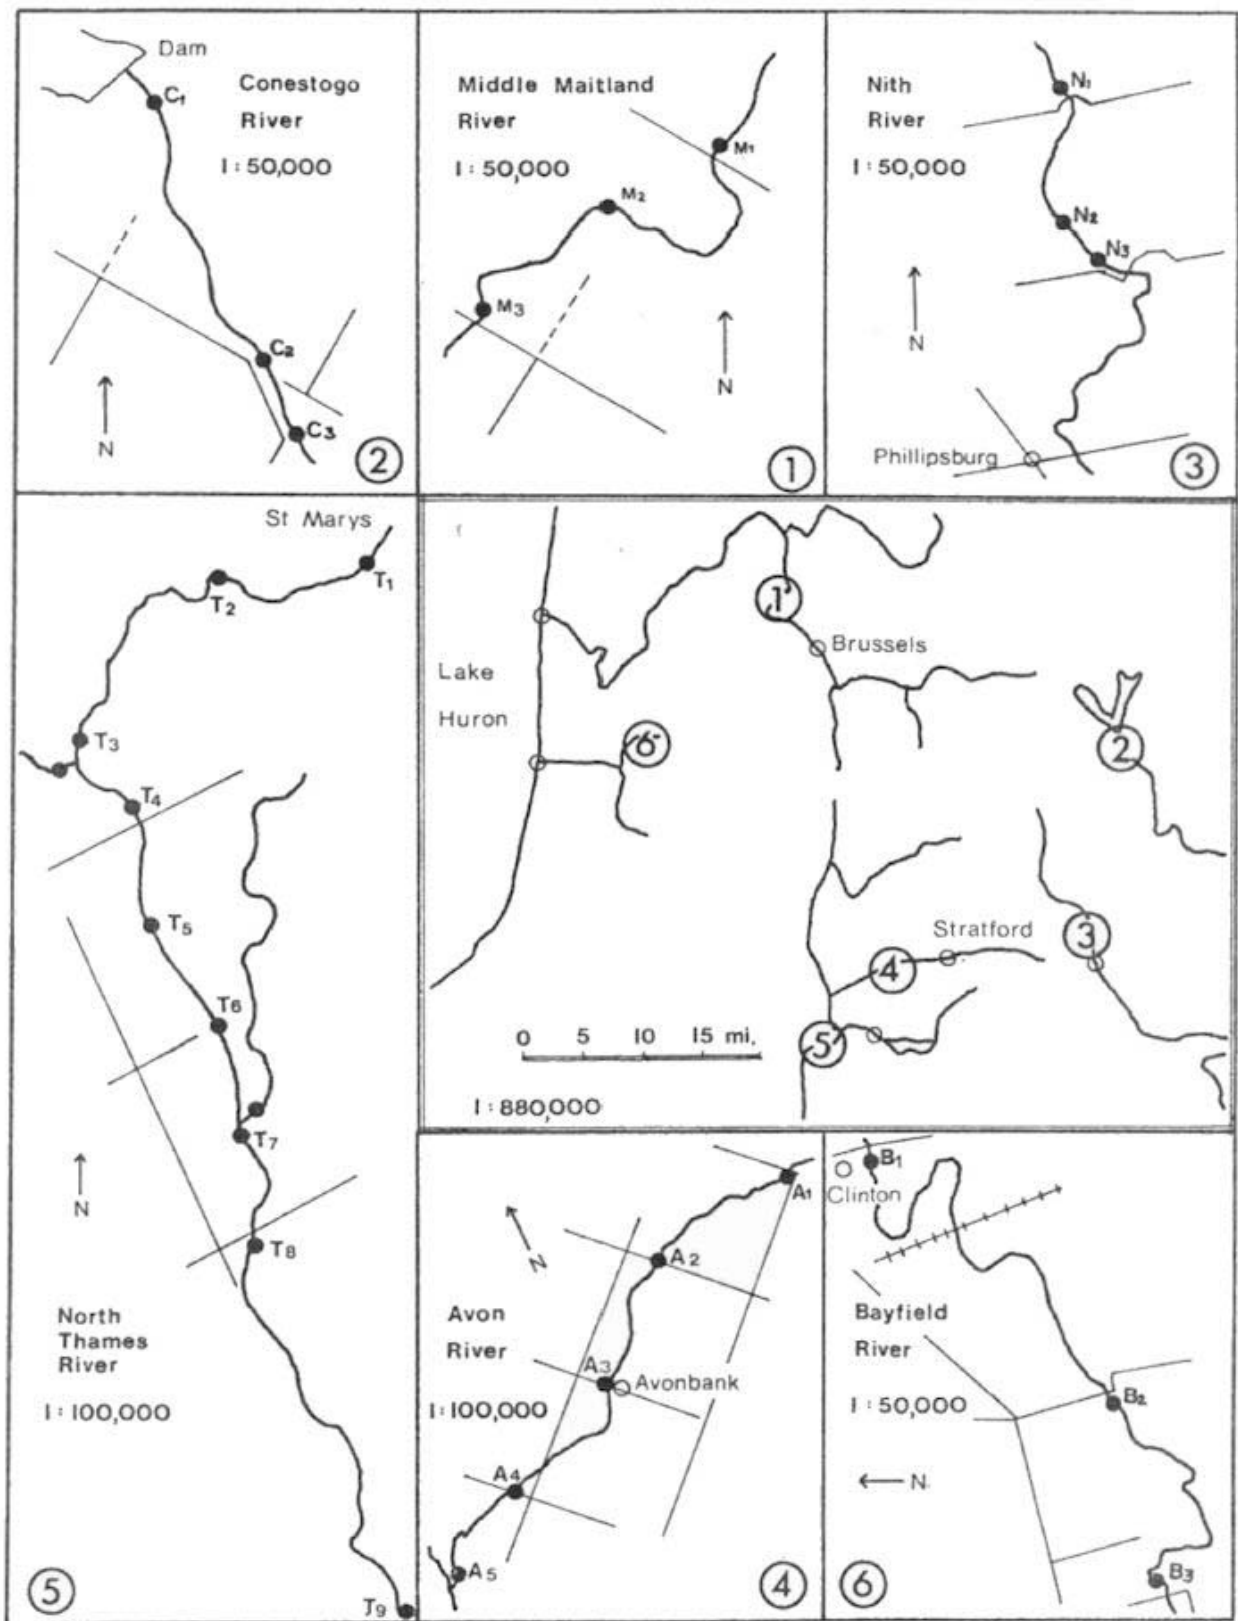 Dam
C1
Conestogo
River
1:50,000
C2
C3
N
2
Middle Maitland
River
1:50,000
M1
M2
M3
N
1
Nith
River
1:50,000
N1
N2
N3
N
Phillipsburg
3
St Marys
T1
T2
T3
T4
T5
T6
T7
T8
T9
N
North
Thames
River
1:100,000
5
1
Brussels
Lake
Huron
6
2
Stratford
3
4
5
0 5 10 15 mi.
1:880,000
A1
A2
N
Avon
River
A3
Avonbank
1:100,000
A4
A5
4
B1
Clinton
Bayfield
River
1:50,000
B2
N
B3
6